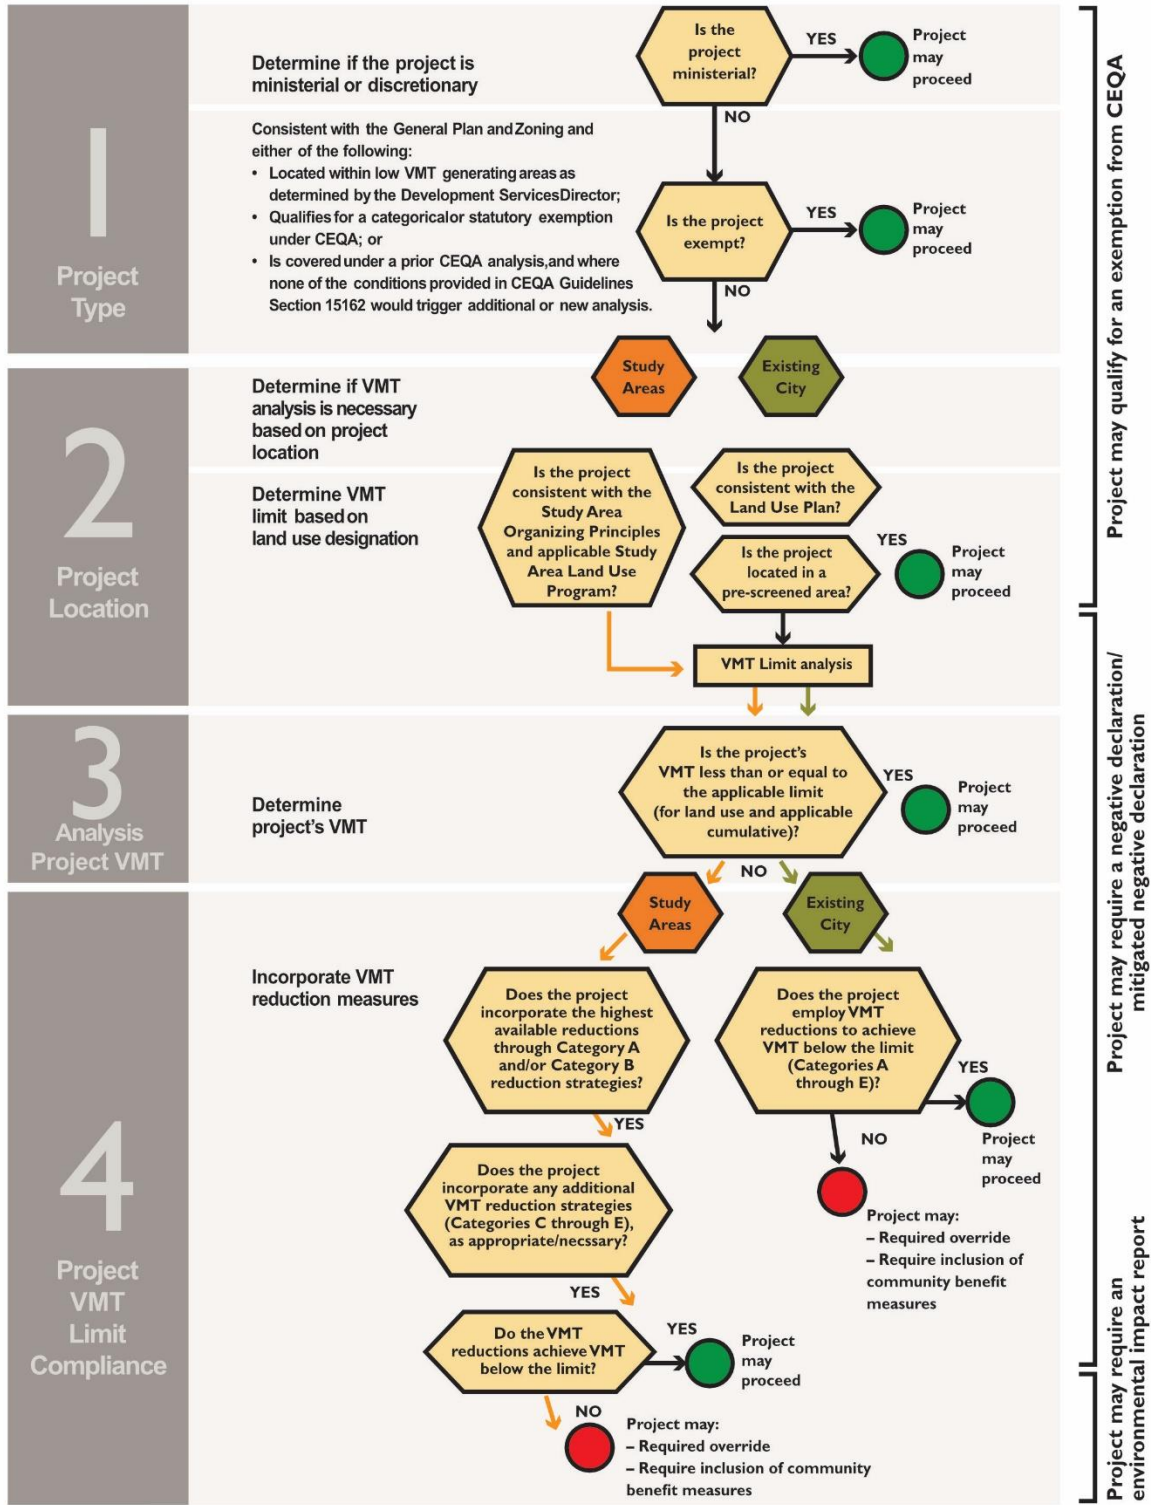 1
Project
Type
Determine if the project is
ministerial or discretionary
Is the
project
ministerial?
YES
Project
may
proceed
NO
Consistent with the General Plan and Zoning and
either of the following:
• Located within low VMT generating areas as
determined by the Development ServicesDirector;
• Qualifies for a categoricalor statutory exemption
under CEQA; or
• Is covered under a prior CEQA analysis,and where
none of the conditions provided in CEQA Guidelines
Section 15162 would trigger additional or new analysis.
Is the project
exempt?
YES
Project
may
proceed
NO
2
Project
Location
Determine if VMT
analysis is necessary
based on project
location
Study
Areas
Existing
City
Determine VMT
limit based on
land use designation
Is the project
consistent with the
Study Area
Organizing Principles
and applicable Study
Area Land Use
Program?
Is the project
consistent with the
Land Use Plan?
Is the project
located in a
pre-screened area?
YES
Project
may
proceed
VMT Limit analysis
3
Analysis
Project VMT
Determine
project's VMT
Is the project's
VMT less than or equal to
the applicable limit
(for land use and applicable
cumulative)?
YES
Project
may
proceed
NO
4
Project
VMT
Limit
Compliance
Study
Areas
Existing
City
Incorporate VMT
reduction measures
Does the project
incorporate the highest
available reductions
through Category A
and/or Category B
reduction strategies?
YES
Does the project
employ VMT
reductions to achieve
VMT below the limit
(Categories A
through E)?
YES
Project
may
proceed
NO
Project may:
– Required override
– Require inclusion of
community benefit
measures
Does the project
incorporate any additional
VMT reduction strategies
(Categories C through E),
as appropriate/necssary?
YES
Do the VMT
reductions achieve VMT
below the limit?
YES
Project
may
proceed
NO
Project may:
– Required override
– Require inclusion of community
benefit measures
Project may qualify for an exemption from CEQA
Project may require a negative declaration/
mitigated negative declaration
Project may require an
environmental impact report